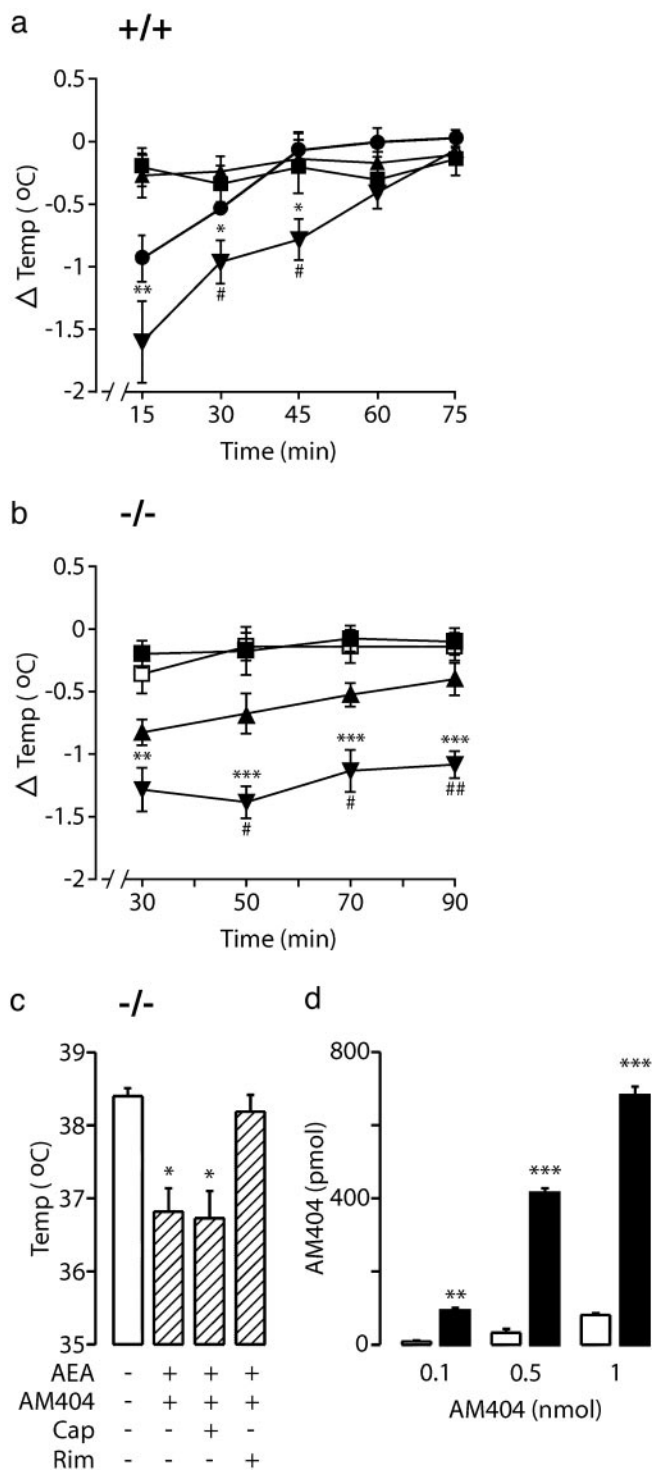 a +/+
0.5
0
-0.5
-1
-1.5
-2
Δ Temp (°C)
** * * # #
15 30 45 60 75
Time (min)
b -/-
0.5
0
-0.5
-1
-1.5
-2
Δ Temp (°C)
** *** *** ***
# # ##
30 50 70 90
Time (min)
c -/-
39
38
37
36
35
Temp (°C)
* *
AEA - + + +
AM404 - + + +
Cap - - + -
Rim - - - +
d
800
400
0
AM404 (pmol)
** *** ***
0.1 0.5 1
AM404 (nmol)